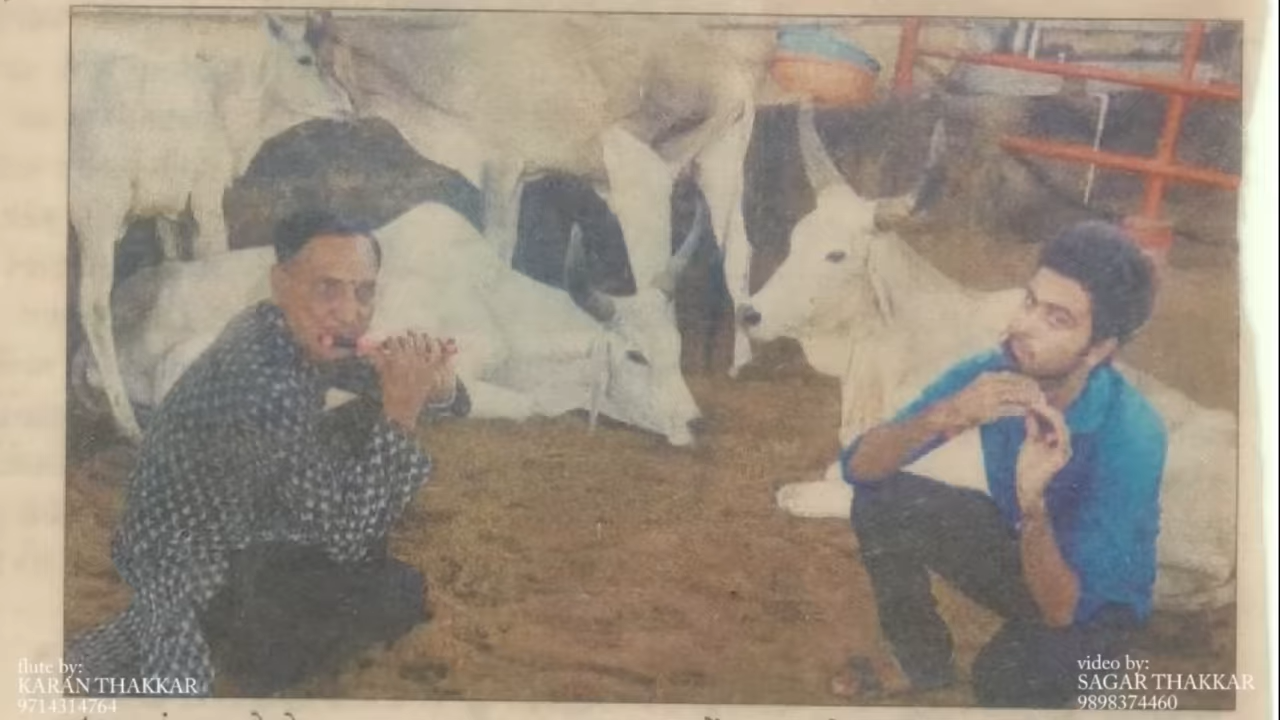 flute by:
KARAN THAKKAR
9714314764
video by:
SAGAR THAKKAR
9898374460